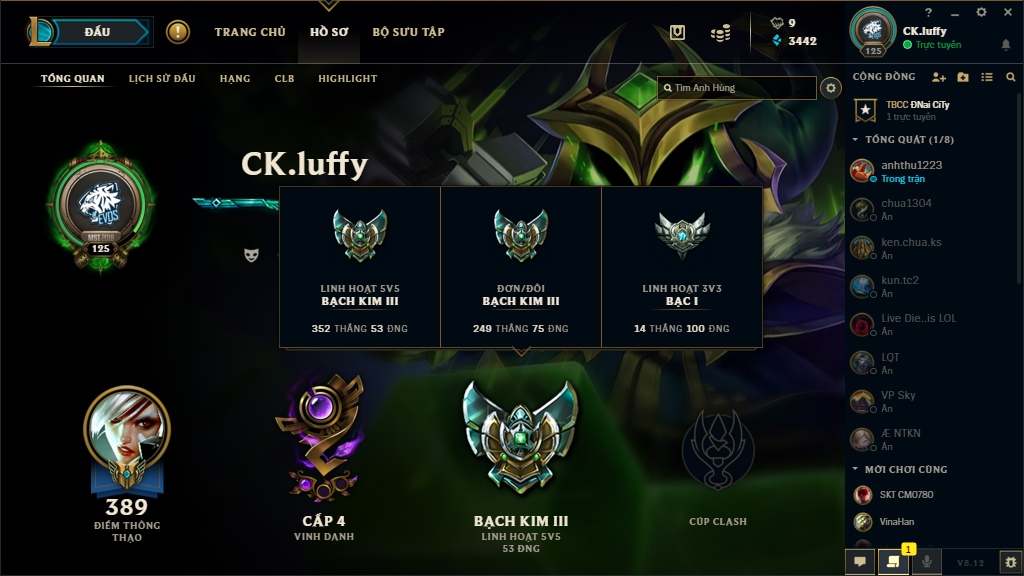 ĐẤU
TRANG CHỦ
HỒ SƠ
BỘ SƯU TẬP
9
3442
TỔNG QUAN
LỊCH SỬ ĐẤU
HẠNG
CLB
HIGHLIGHT
Tìm Anh Hùng
CK.luffy
EVOS
MSI 2018
125
LINH HOẠT 5V5
BẠCH KIM III
352 THẮNG 53 ĐNG
ĐƠN/ĐÔI
BẠCH KIM III
249 THẮNG 75 ĐNG
LINH HOẠT 3V3
BẠC I
14 THẮNG 100 ĐNG
389
ĐIỂM THÔNG
THẠO
CẤP 4
VINH DANH
BẠCH KIM III
LINH HOẠT 5V5
53 ĐNG
CÚP CLASH
125
CK.luffy
Trực tuyến
CỘNG ĐỒNG
TBCC ĐNai CiTy
1 trực tuyến
TỔNG QUÁT (1/8)
anhthu1223
Trong trận
chua1304
Ẩn
ken.chua.ks
Ẩn
kun.tc2
Ẩn
Live Die..is LOL
Ẩn
LQT
Ẩn
VP Sky
Ẩn
Æ NTKN
Ẩn
MỚI CHƠI CÙNG
SKT CM0780
VinaHan
1
V8.12